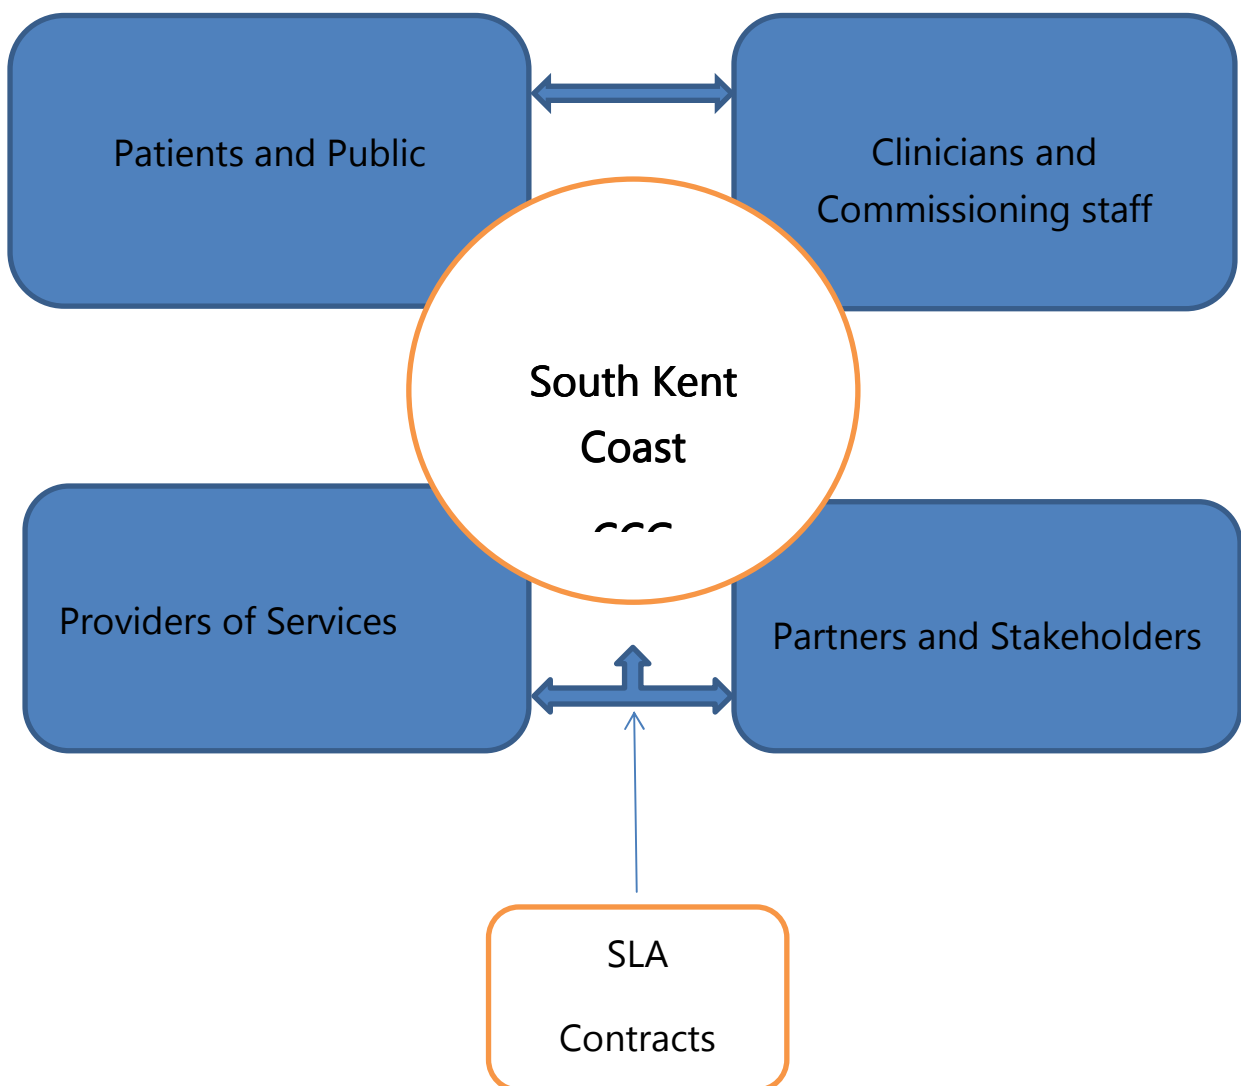 Patients and Public
Clinicians and
Commissioning staff
South Kent
Coast
Providers of Services
Partners and Stakeholders
SLA
Contracts